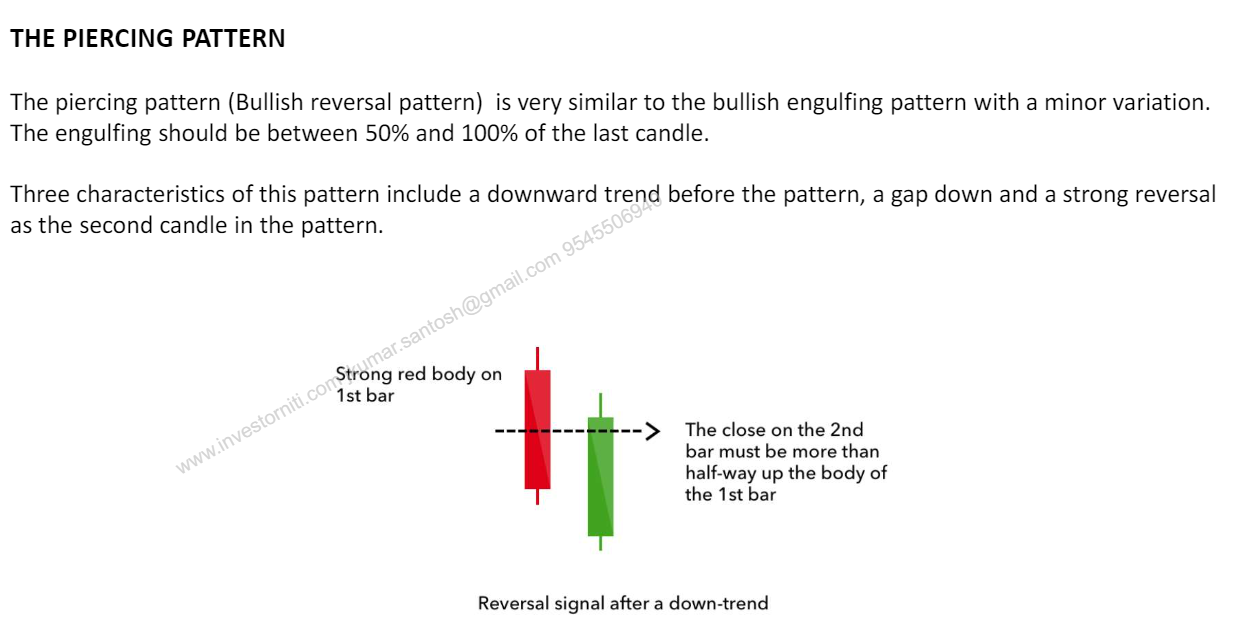 THE PIERCING PATTERN
The piercing pattern (Bullish reversal pattern)  is very similar to the bullish engulfing pattern with a minor variation.
The engulfing should be between 50% and 100% of the last candle.
Three characteristics of this pattern include a downward trend before the pattern, a gap down and a strong reversal
as the second candle in the pattern.
Strong red body on
1st bar
The close on the 2nd
bar must be more than
half-way up the body of
the 1st bar
Reversal signal after a down-trend
www.investorniti.com